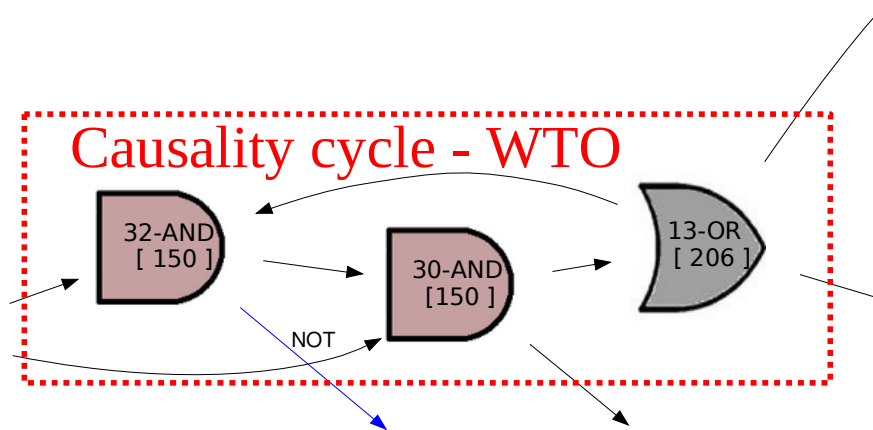 Causality cycle - WTO
32-AND
[ 150 ]
30-AND
[150 ]
13-OR
[ 206 ]
NOT